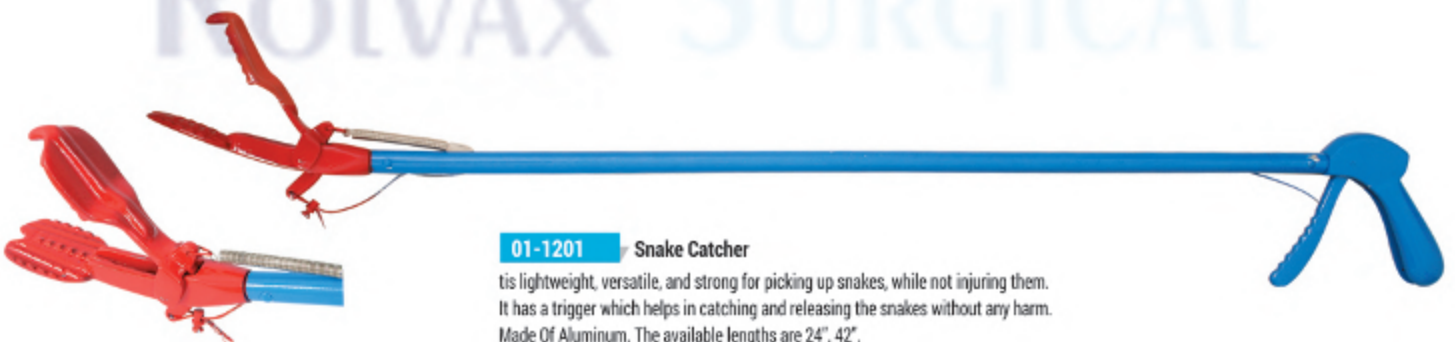 Kolvax Surgical
01-1201 Snake Catcher
tis lightweight, versatile, and strong for picking up snakes, while not injuring them.
It has a trigger which helps in catching and releasing the snakes without any harm.
Made Of Aluminum. The available lengths are 24", 42".